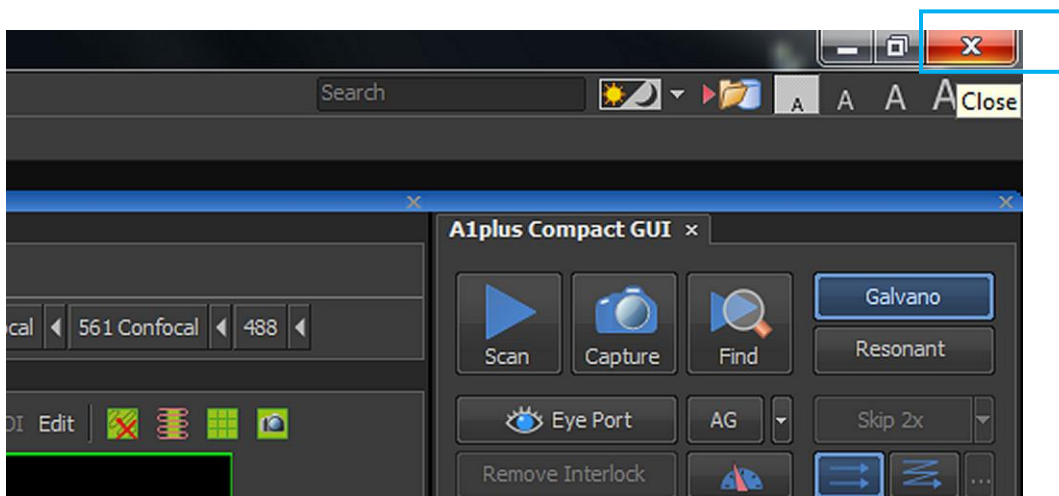 Search
A A A A
Close
A1plus Compact GUI
Galvano
cal 561 Confocal 488
Scan Capture Find
Resonant
OI Edit
Eye Port AG Skip 2x
Remove Interlock ...